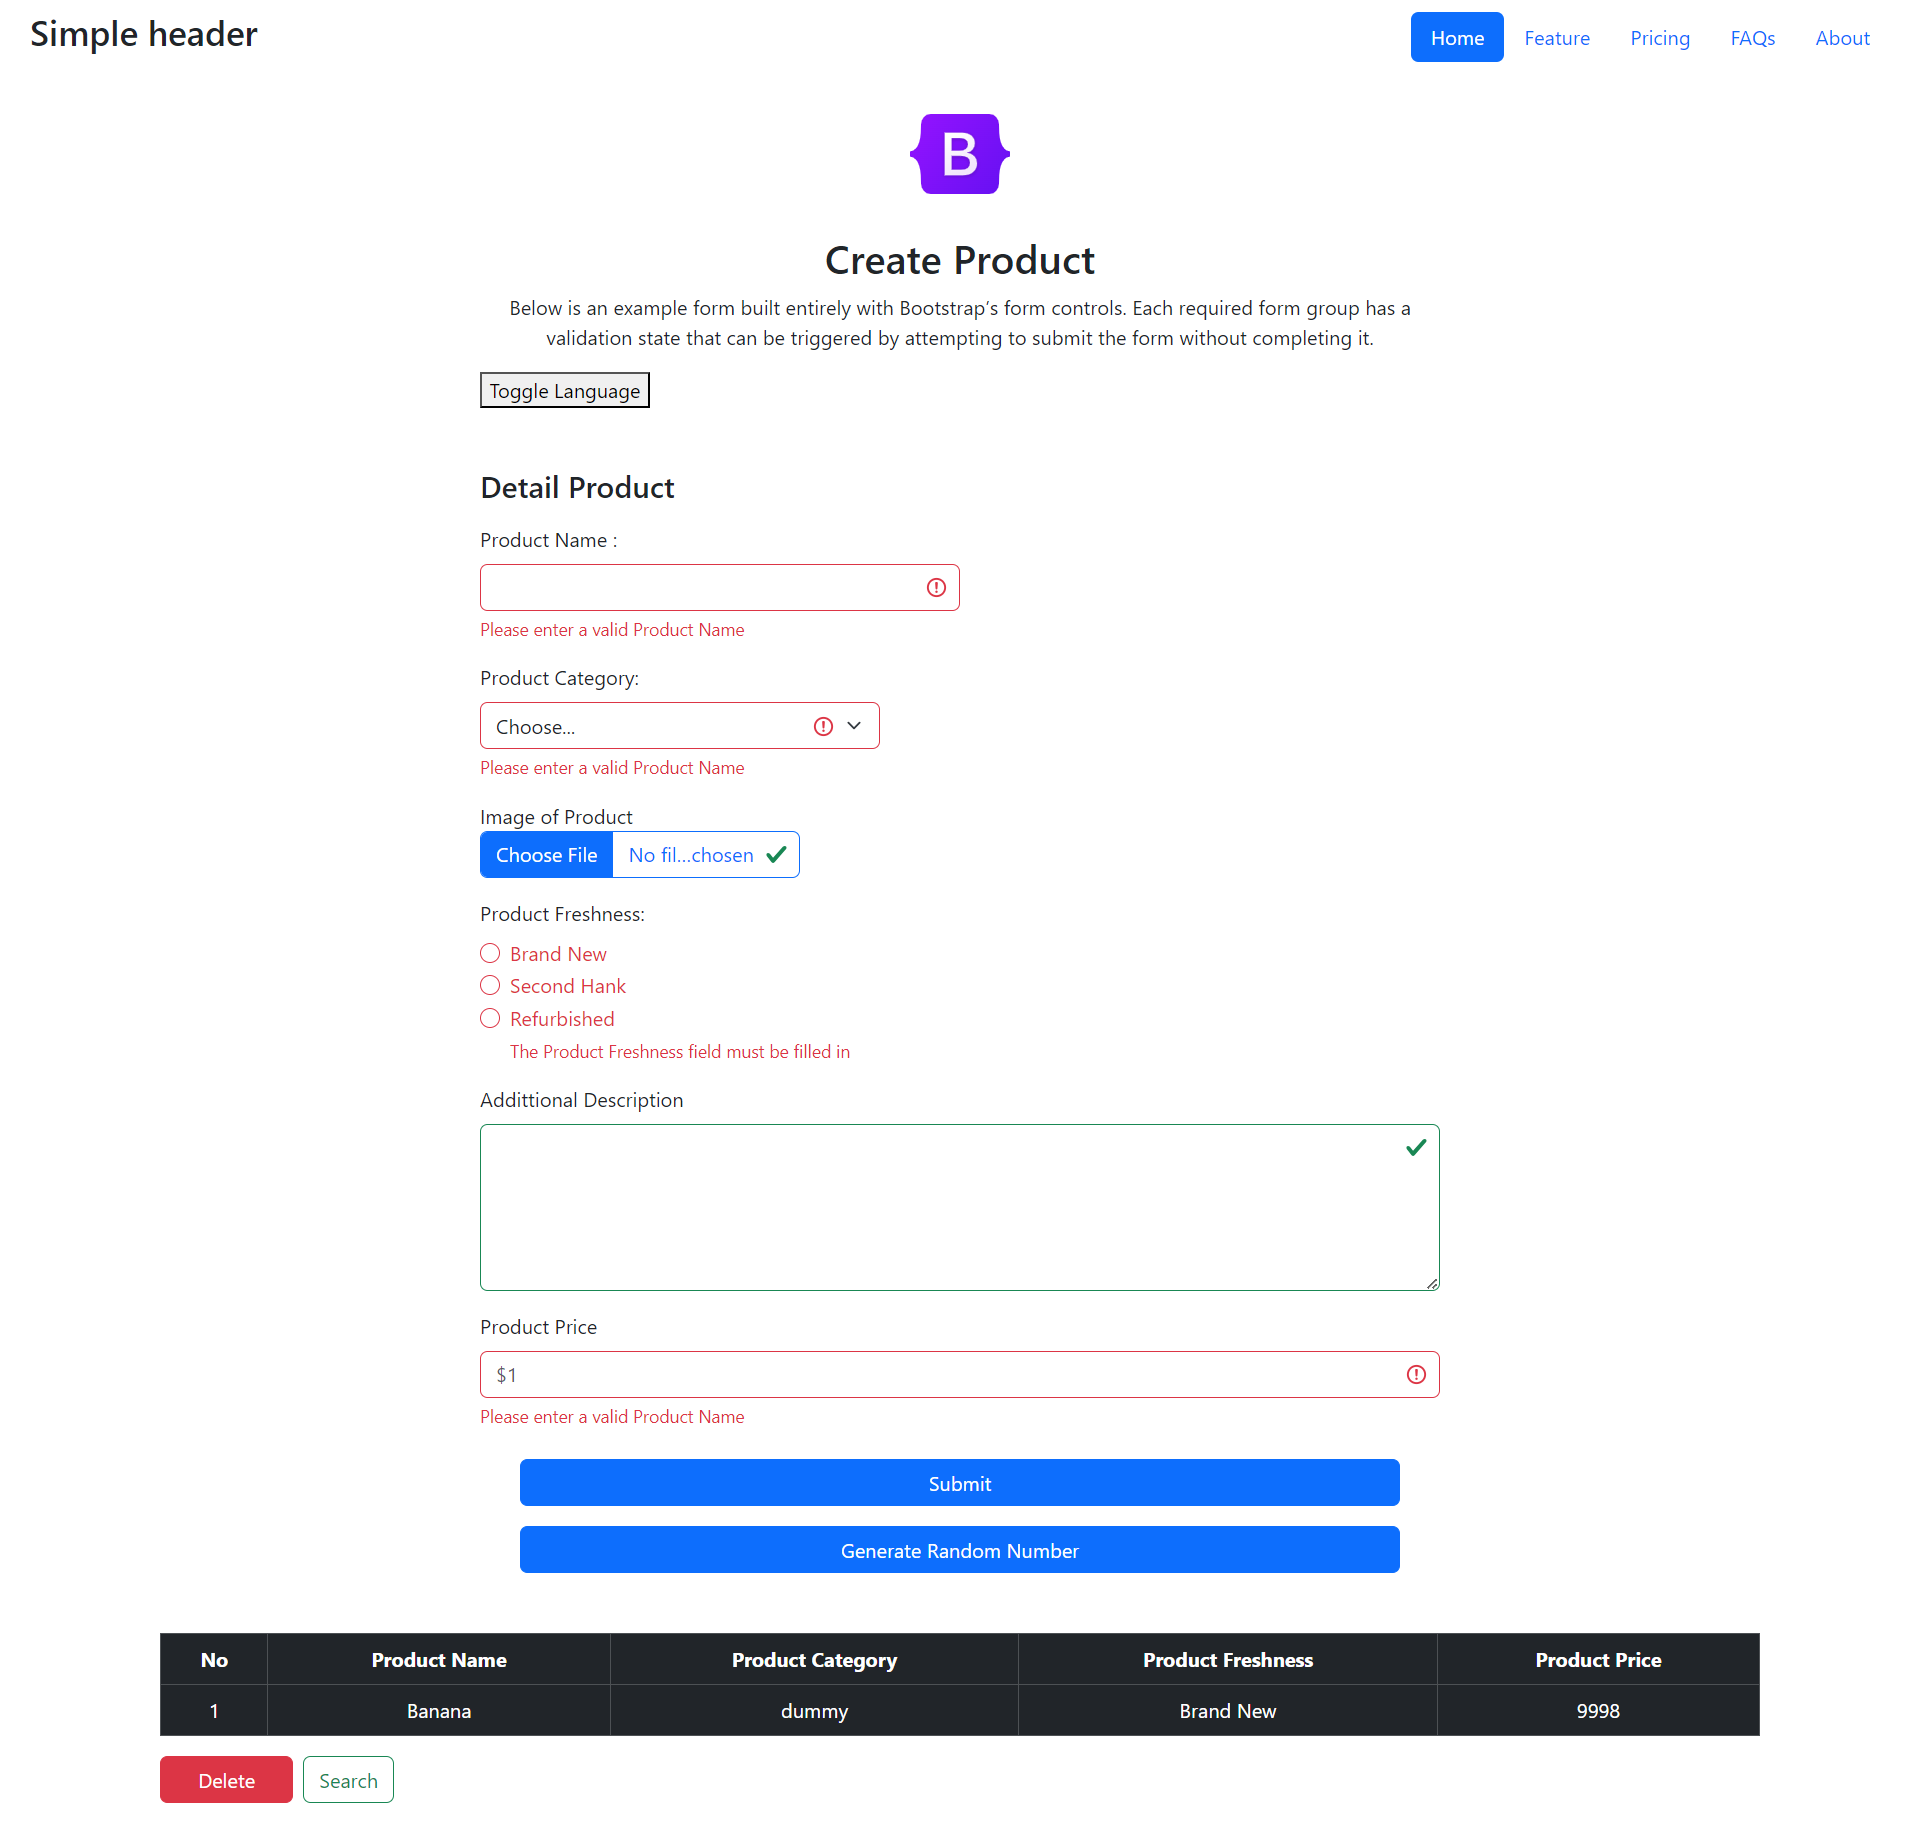 Simple header
Home Feature Pricing FAQs About
B
Create Product
Below is an example form built entirely with Bootstrap's form controls. Each required form group has a
validation state that can be triggered by attempting to submit the form without completing it.
Toggle Language
Detail Product
Product Name :
Please enter a valid Product Name
Product Category:
Choose...
Please enter a valid Product Name
Image of Product
Choose File No fil...chosen
Product Freshness:
Brand New
Second Hank
Refurbished
The Product Freshness field must be filled in
Addittional Description
Product Price
$1
Please enter a valid Product Name
Submit
Generate Random Number
No Product Name Product Category Product Freshness Product Price
1 Banana dummy Brand New 9998
Delete Search